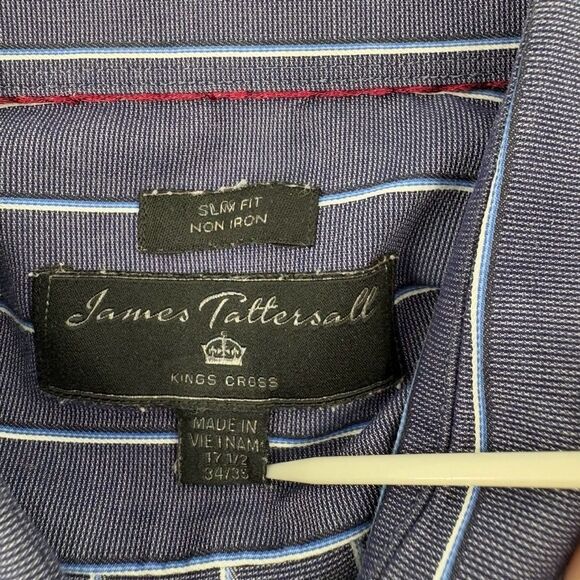 SLIM FIT
NON IRON
James Tattersall
KINGS CROSS
MADE IN
VIETNAM
17 1/2
34/35